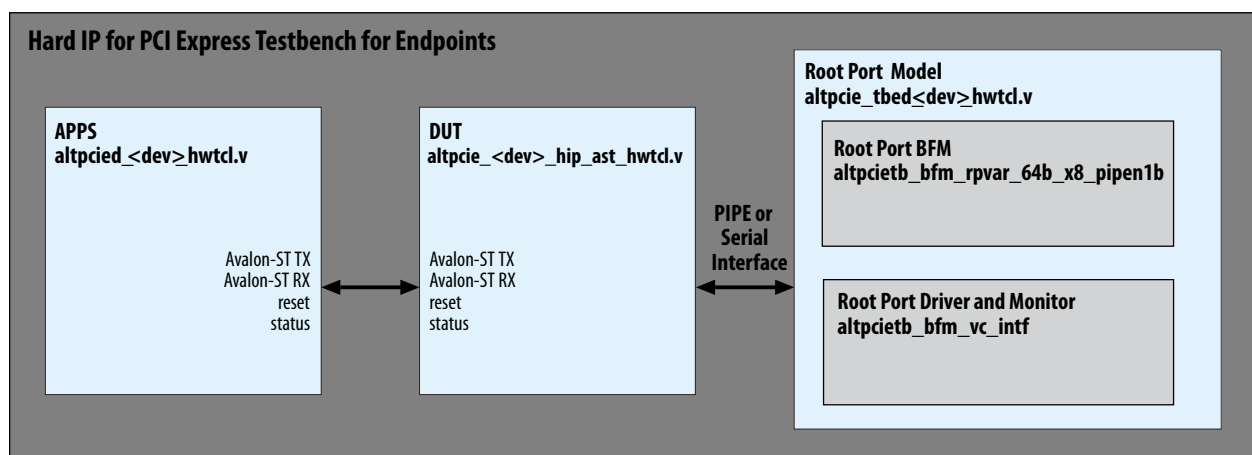 Hard IP for PCI Express Testbench for Endpoints
APPS
altpcied_<dev>_hwtcl.v
Avalon-ST TX
Avalon-ST RX
reset
status
DUT
altpcie_<dev>_hip_ast_hwtcl.v
Avalon-ST TX
Avalon-ST RX
reset
status
PIPE or
Serial
Interface
Root Port Model
altpcie_tbed<dev>_hwtcl.v
Root Port BFM
altpcietb_bfm_rpvar_64b_x8_pipen1b
Root Port Driver and Monitor
altpcietb_bfm_vc_intf